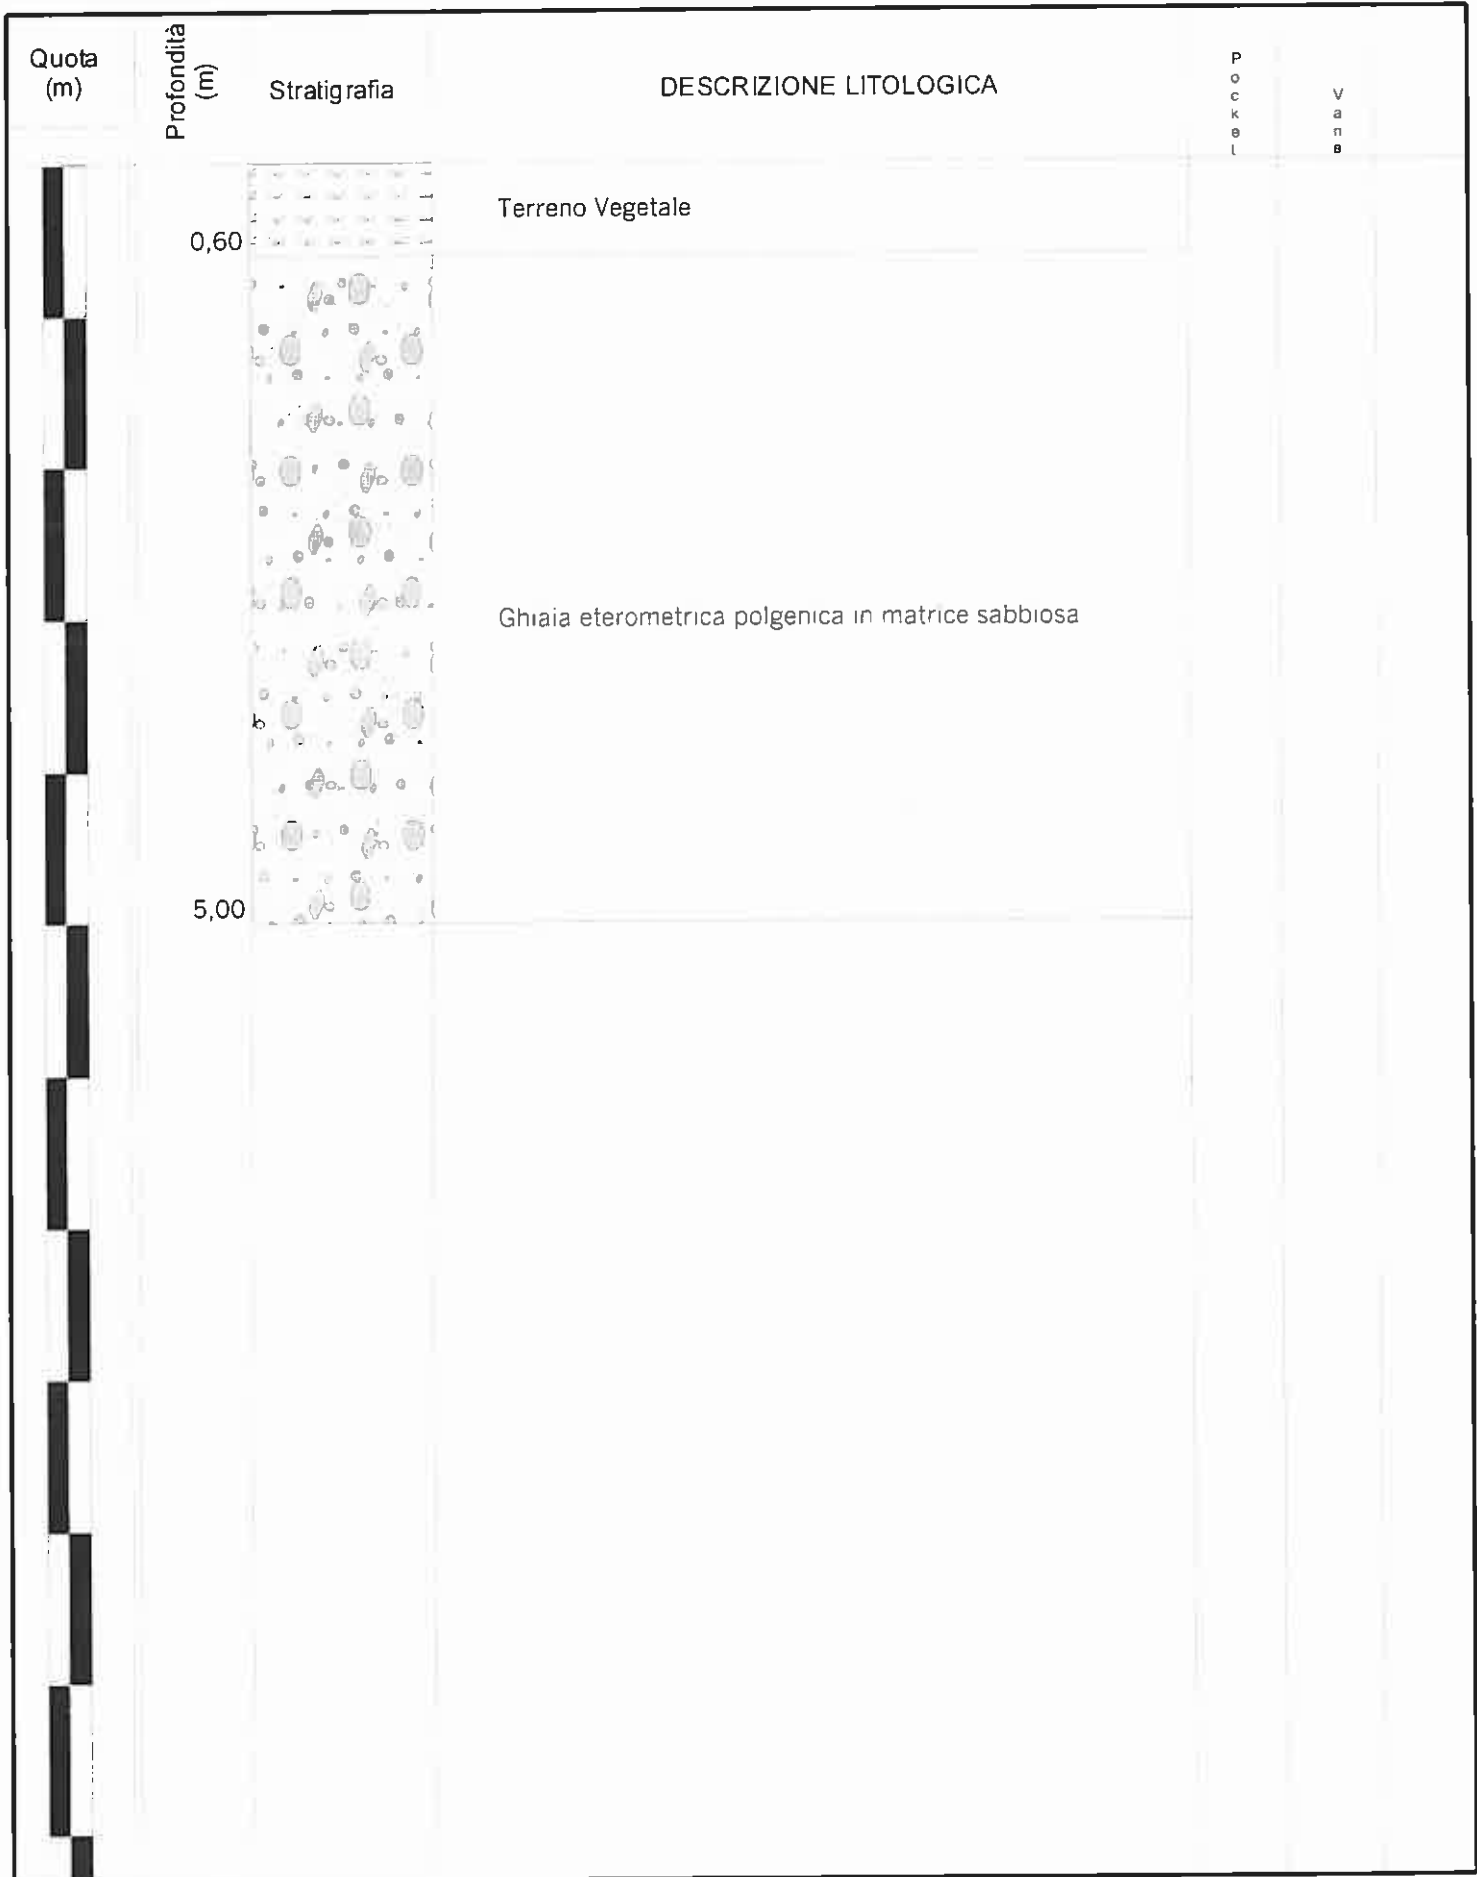 Quota
(m)
Profondità
(m)
Stratigrafia
DESCRIZIONE LITOLOGICA
Pocket
Vane
Terreno Vegetale
0,60
Ghiaia eterometrica polgenica in matrice sabbiosa
5,00